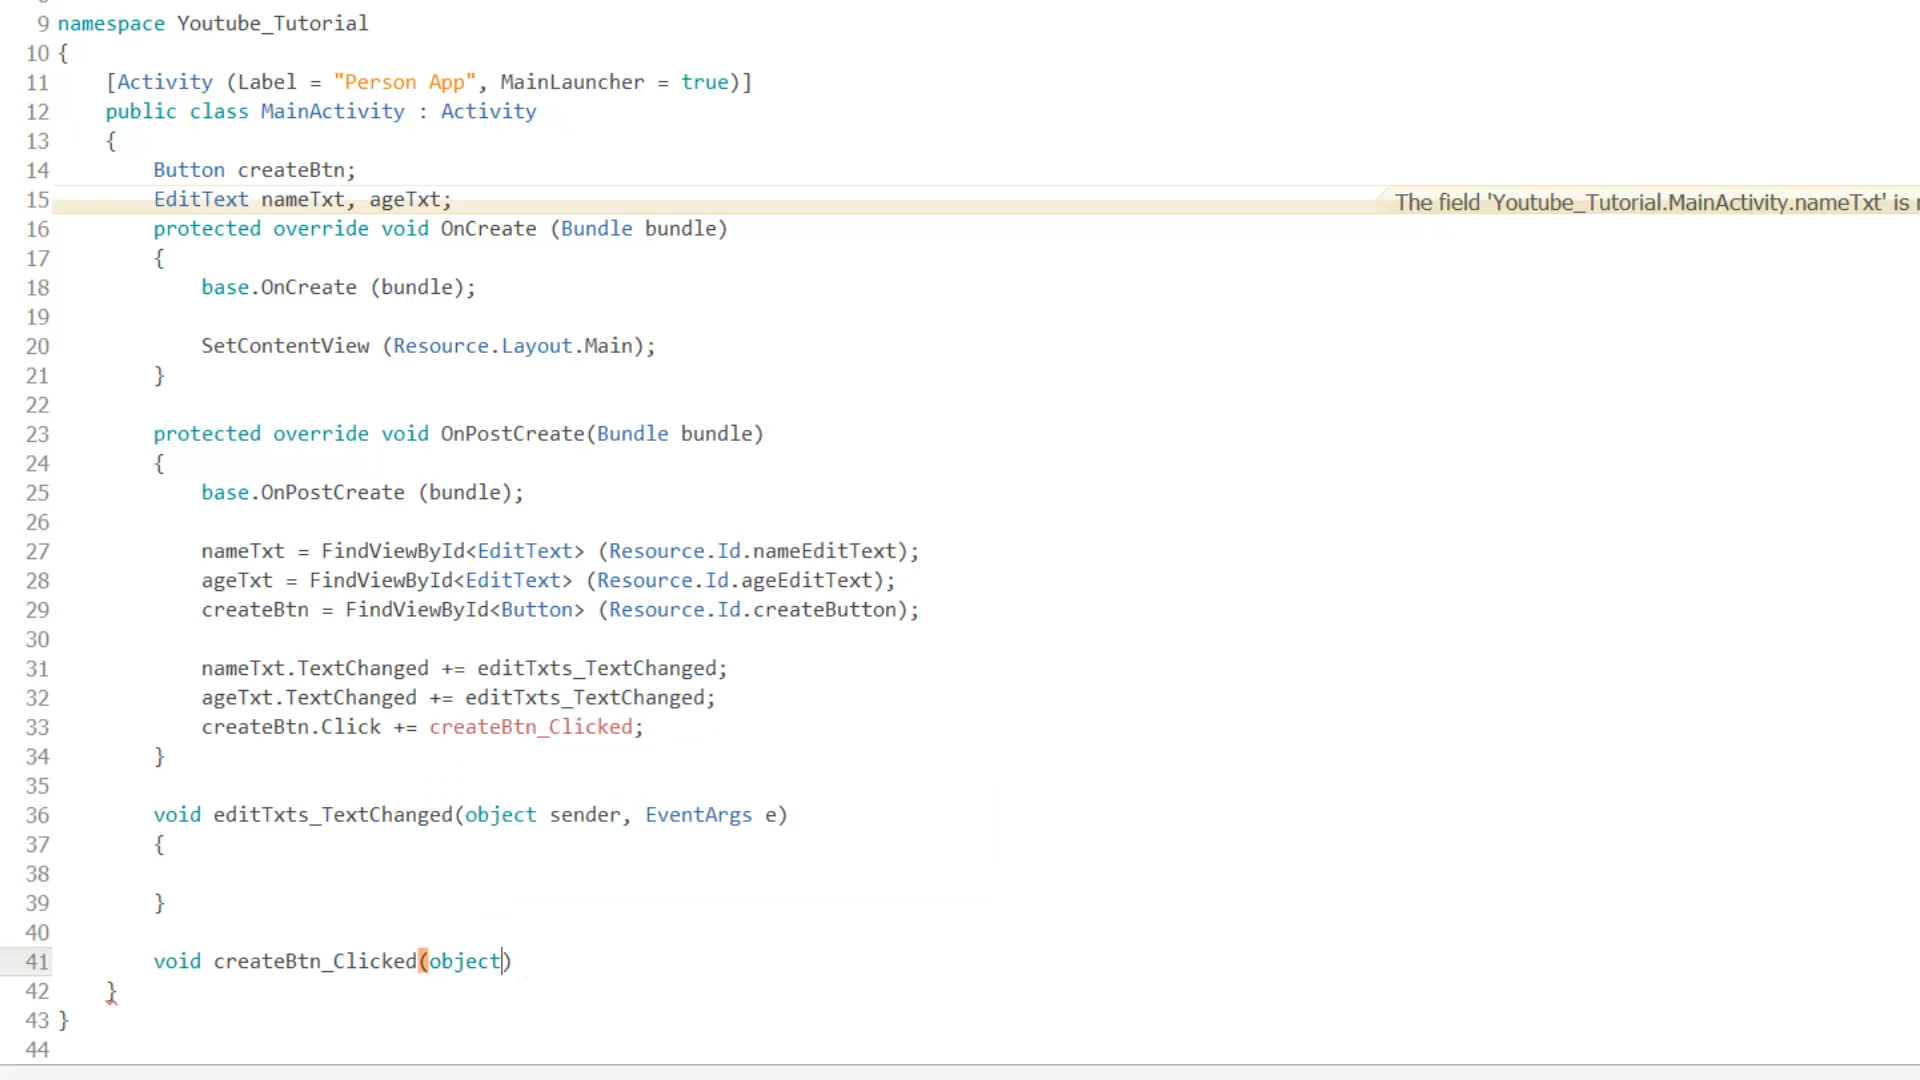 9 namespace Youtube_Tutorial
10 {
11 [Activity (Label = "Person App", MainLauncher = true)]
12 public class MainActivity : Activity
13 {
14 Button createBtn;
15 EditText nameTxt, ageTxt; The field 'Youtube_Tutorial.MainActivity.nameTxt' is
16 protected override void OnCreate (Bundle bundle)
17 {
18 base.OnCreate (bundle);
19
20 SetContentView (Resource.Layout.Main);
21 }
22
23 protected override void OnPostCreate(Bundle bundle)
24 {
25 base.OnPostCreate (bundle);
26
27 nameTxt = FindViewById<EditText> (Resource.Id.nameEditText);
28 ageTxt = FindViewById<EditText> (Resource.Id.ageEditText);
29 createBtn = FindViewById<Button> (Resource.Id.createButton);
30
31 nameTxt.TextChanged += editTxts_TextChanged;
32 ageTxt.TextChanged += editTxts_TextChanged;
33 createBtn.Click += createBtn_Clicked;
34 }
35
36 void editTxts_TextChanged(object sender, EventArgs e)
37 {
38
39 }
40
41 void createBtn_Clicked(object)
42 }
43 }
44